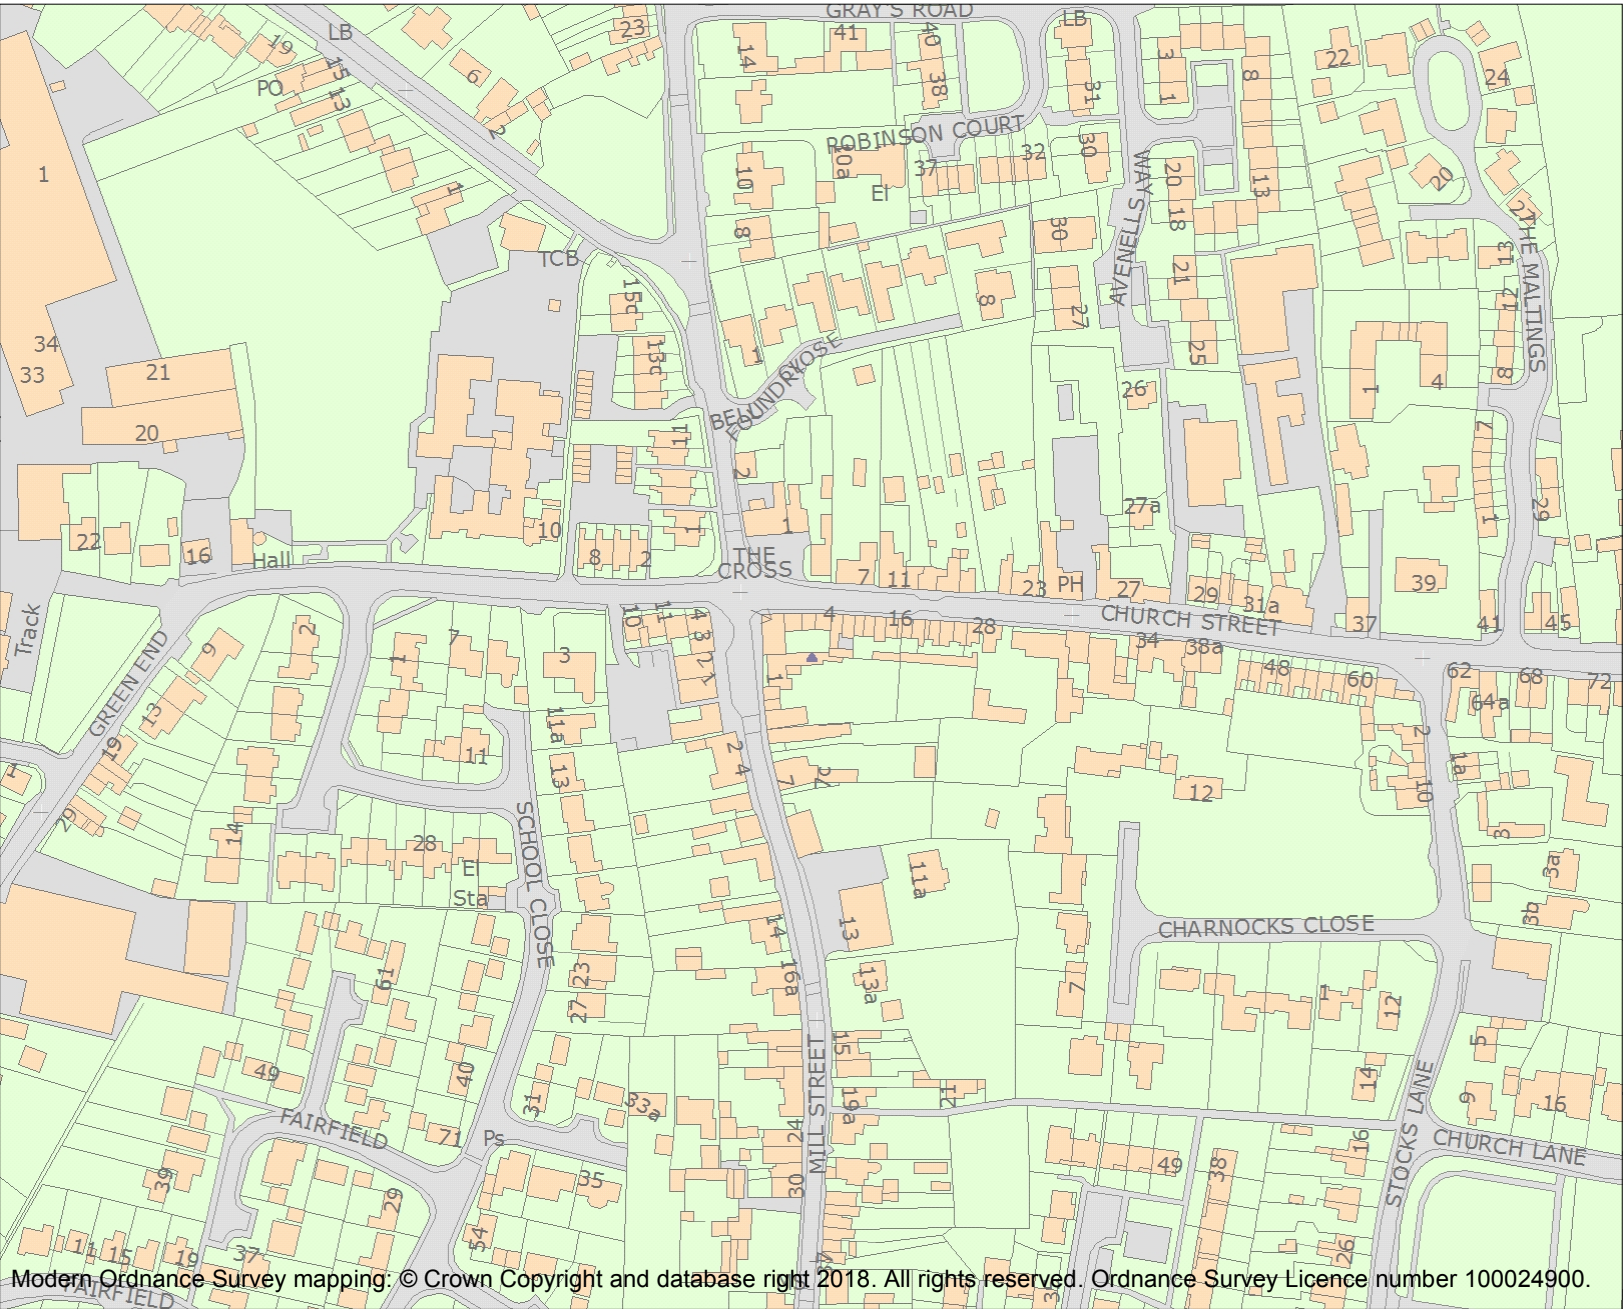 GRAY'S ROAD
LB
23
41
40
LB
19
14
3
22
6
15
8
24
PO
13
38
31
1
2
ROBINSON COURT
30
32
10a
37
1
10
El
20
13
20
1
WAY
18
27
8
30
TCB
AVENELLS
THE MALTINGS
13
21
15c
8
27
12
34
13c
1
CLOSE
25
33
21
26
1
4
8
BELL
FOUNDRY
20
11
7
2
27a
29
22
10
1
1
1
16
Hall
8
2
THE
CROSS
7
11
23
PH
27
29
31a
39
Track
2
10
11
4
4
16
28
CHURCH STREET
37
41
45
GREEN END
9
1
7
3
3
34
38a
2
1
1
48
60
62
68
72
64a
13
11a
19
11
2
4
2
1a
1
13
7
27
12
10
29
14
28
SCHOOL CLOSE
3
El
Sta
11a
3a
14
13
CHARNOCKS CLOSE
3b
61
23
16a
13a
7
1
12
27
15
5
49
40
MILL STREET
14
31
33a
19a
21
9
16
FAIRFIELD
71
Ps
24
STOCKS LANE
16
CHURCH LANE
39
35
30
49
38
29
54
11
15
19
37
26
Modern Ordnance Survey mapping: © Crown Copyright and database right 2018. All rights reserved. Ordnance Survey Licence number 100024900.
FAIRFIELD